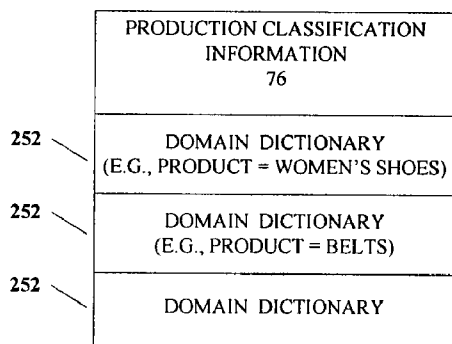 PRODUCTION CLASSIFICATION
INFORMATION
76
252
DOMAIN DICTIONARY
(E.G., PRODUCT = WOMEN'S SHOES)
252
DOMAIN DICTIONARY
(E.G., PRODUCT = BELTS)
252
DOMAIN DICTIONARY